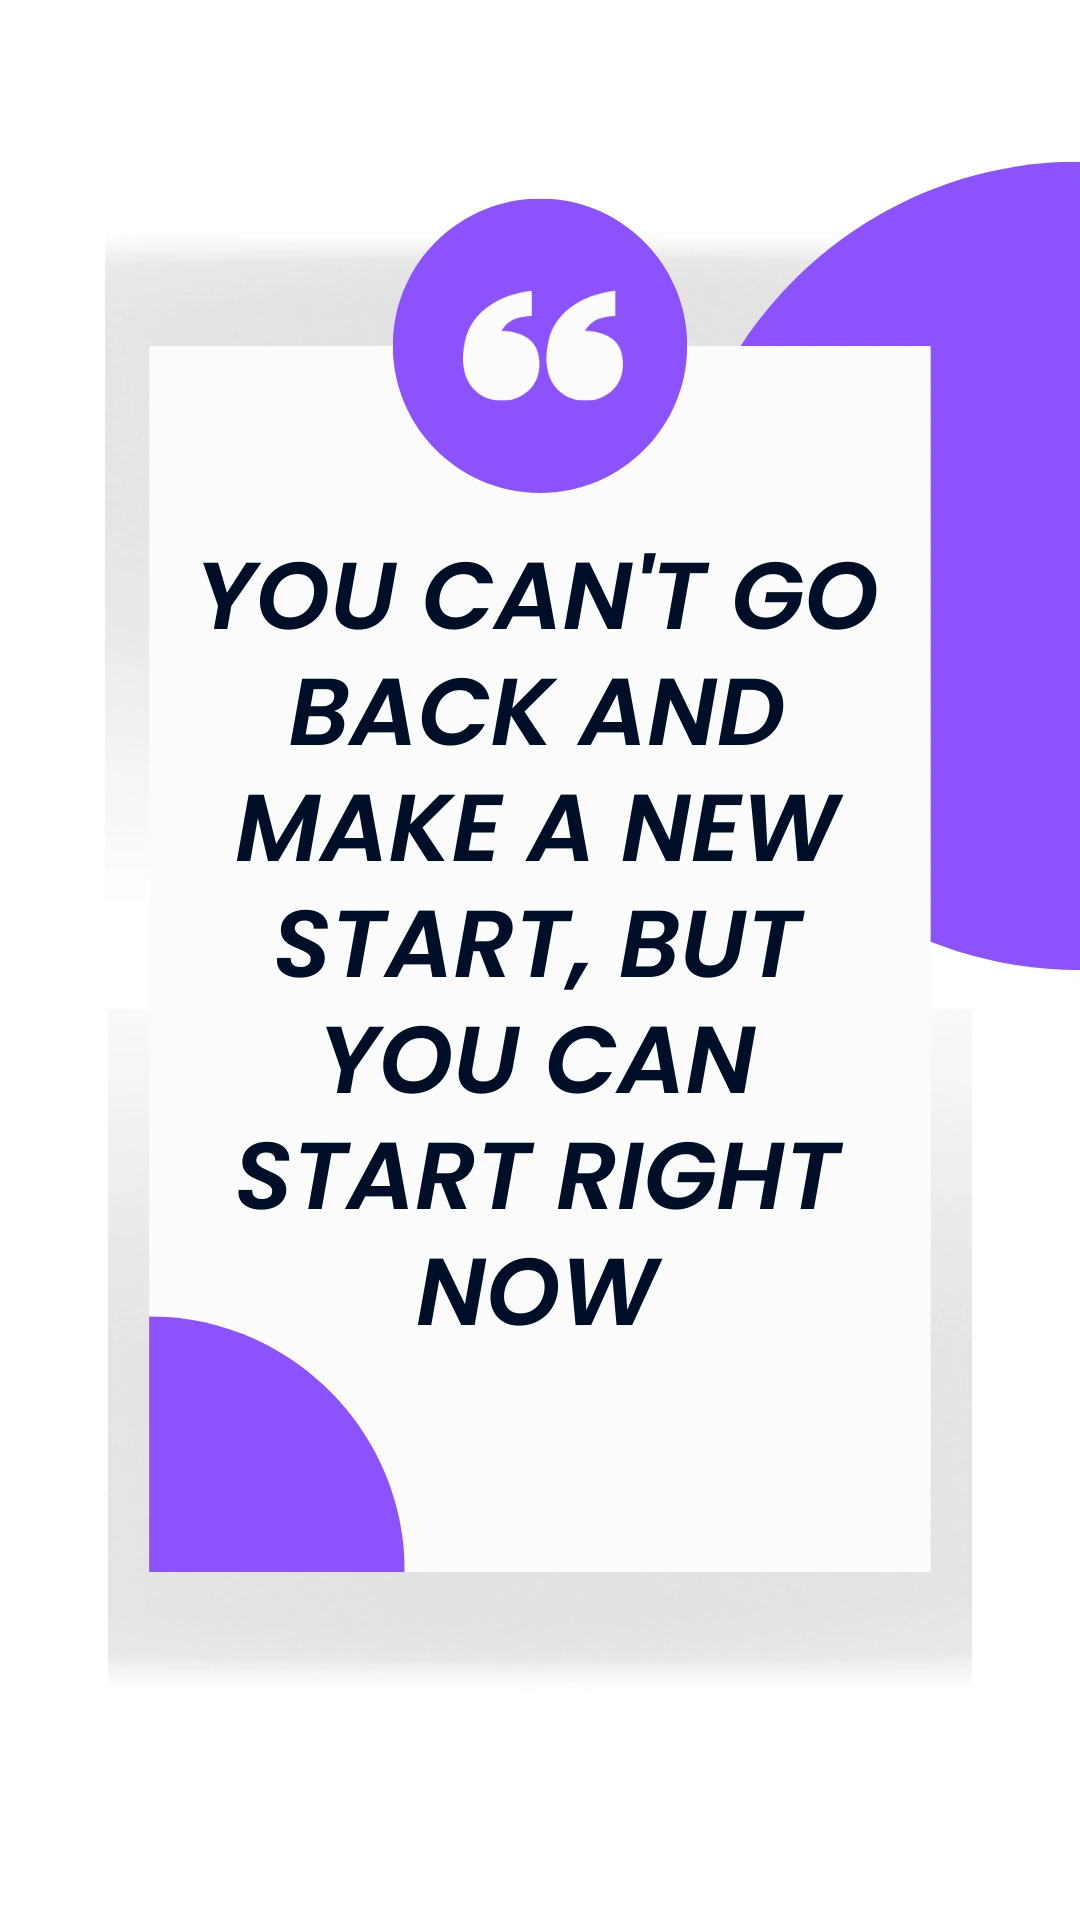 “
YOU CAN'T GO
BACK AND
MAKE A NEW
START, BUT
YOU CAN
START RIGHT
NOW